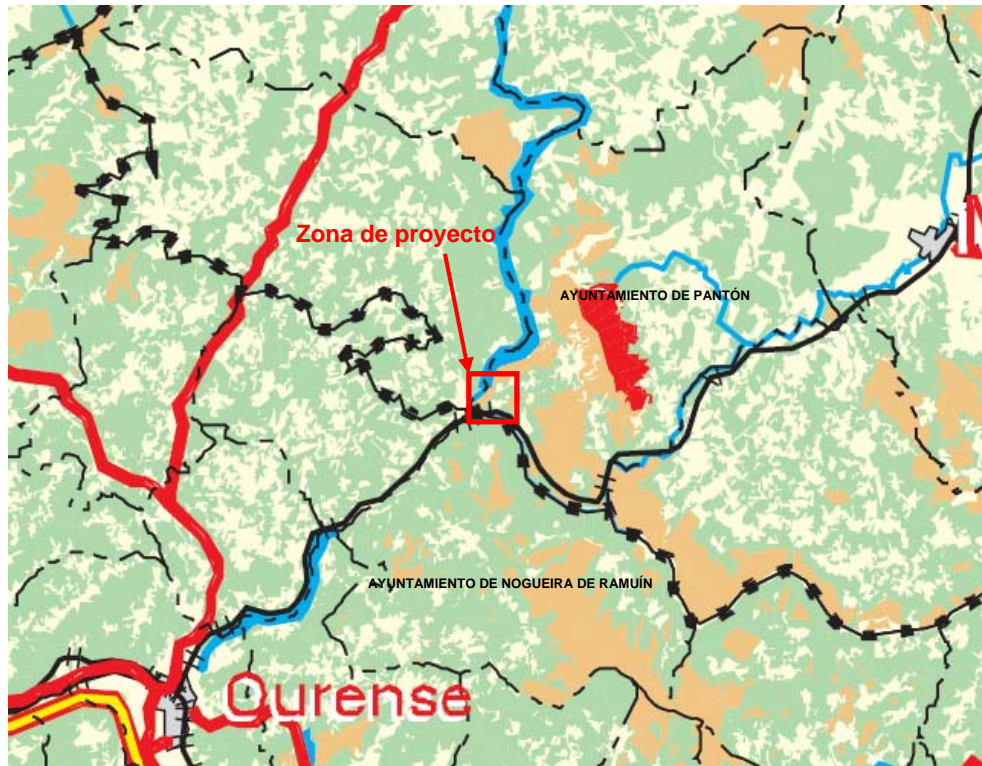 Zona de proyecto
AYUNTAMIENTO DE PANTÓN
AYUNTAMIENTO DE NOGUEIRA DE RAMUÍN
Ourense